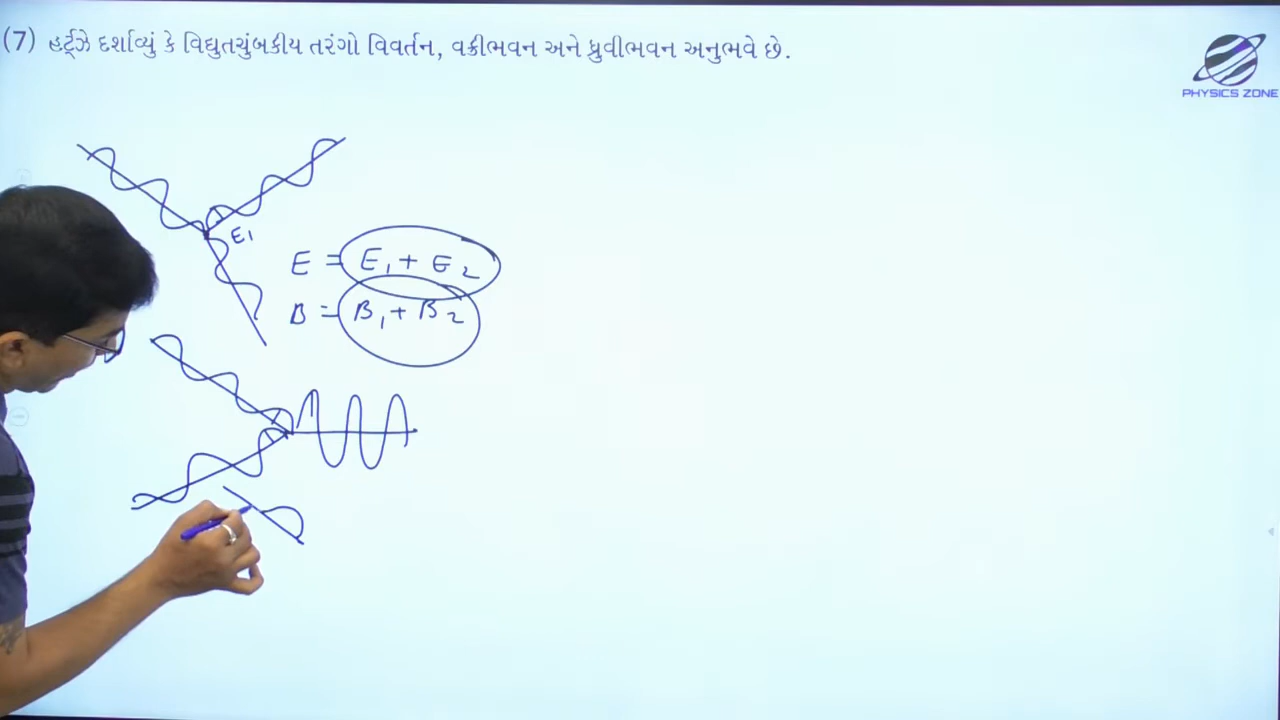 (7) હર્ટ્ઝે દર્શાવ્યું કે વિદ્યુતચુંબકીય તરંગો વિવર્તન, વક્રીભવન અને ધ્રુવીભવન અનુભવે છે.
PHYSICS ZONE
E₁
E = E₁ + E₂
B = B₁ + B₂